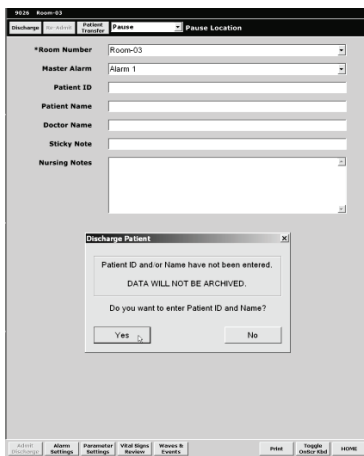 9026 Room-03
Discharge Re-Admit Patient Transfer Pause Pause Location
*Room Number Room-03
Master Alarm Alarm 1
Patient ID
Patient Name
Doctor Name
Sticky Note
Nursing Notes
Discharge Patient X
Patient ID and/or Name have not been entered.
DATA WILL NOT BE ARCHIVED.
Do you want to enter Patient ID and Name?
Yes No
Admit Discharge Alarm Settings Parameter Settings Vital Signs Review Waves & Events Print Toggle OnScr Kbd HOME